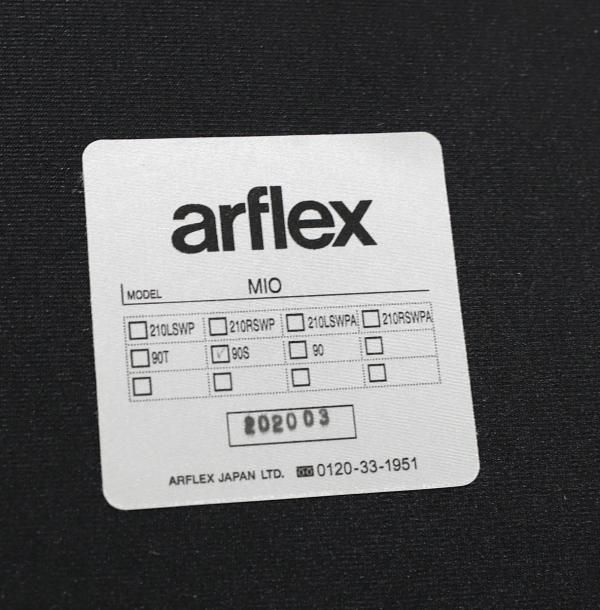 arflex
MODEL MIO
210LSWP 210RSWP 210LSWPA 210RSWPA
90T 90S 90
202003
ARFLEX JAPAN LTD. 0120-33-1951